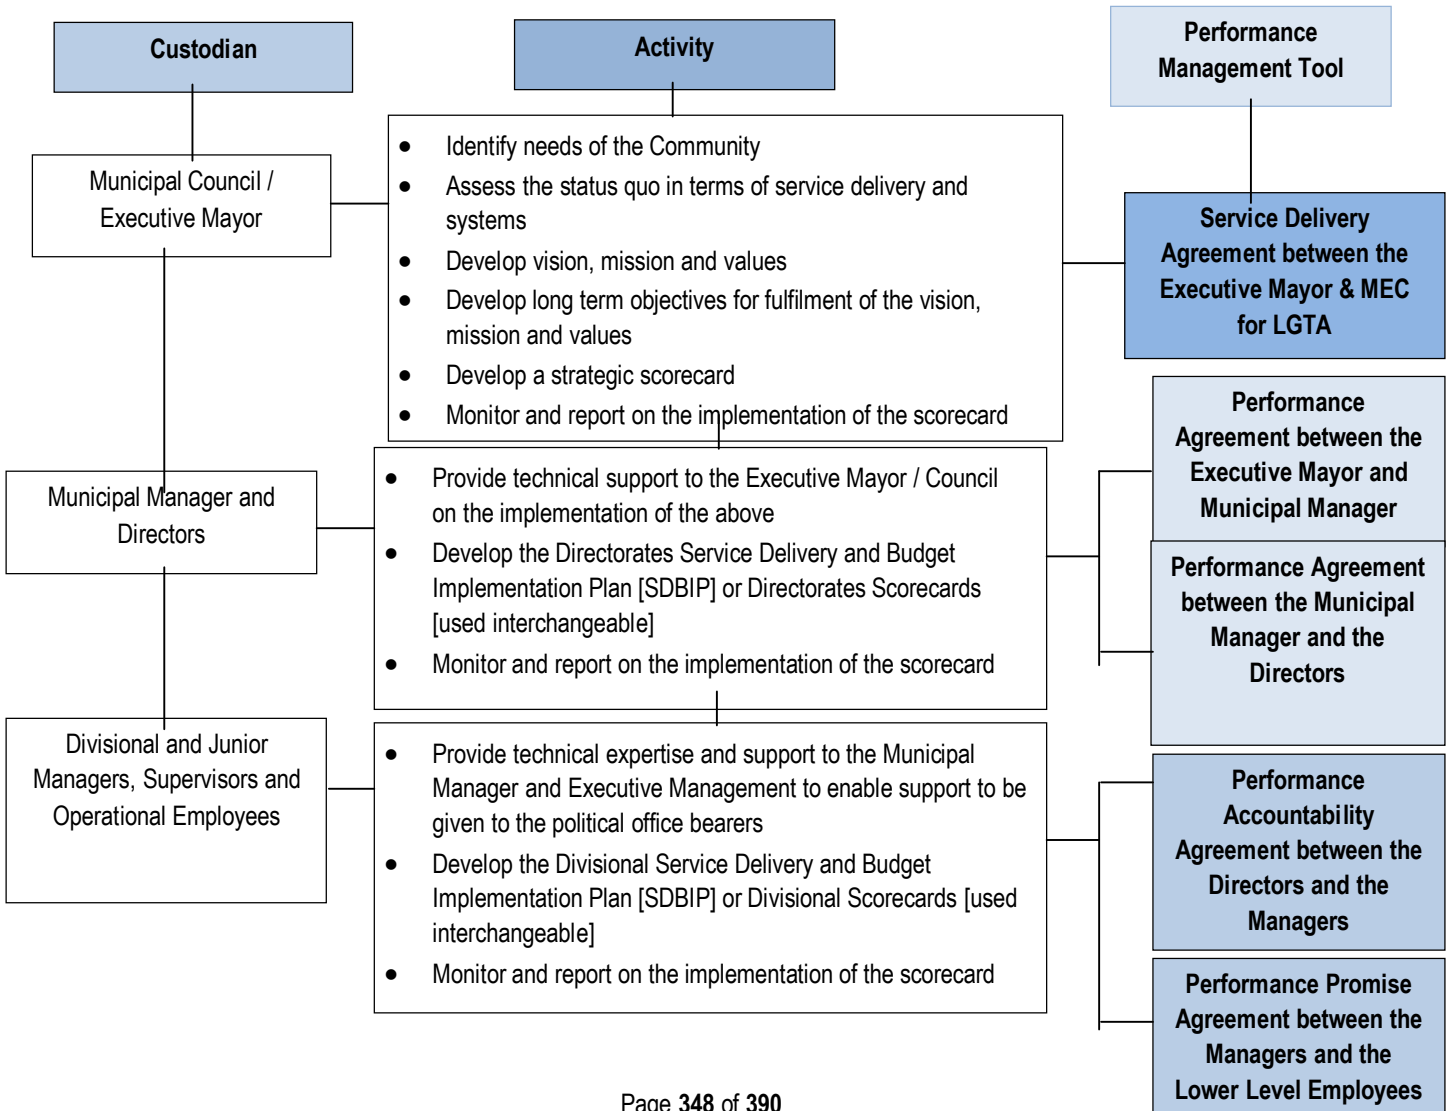 Custodian
Activity
Performance
Management Tool
Municipal Council /
Executive Mayor
• Identify needs of the Community
• Assess the status quo in terms of service delivery and
systems
• Develop vision, mission and values
• Develop long term objectives for fulfilment of the vision,
mission and values
• Develop a strategic scorecard
• Monitor and report on the implementation of the scorecard
Service Delivery
Agreement between the
Executive Mayor & MEC
for LGTA
Municipal Manager and
Directors
• Provide technical support to the Executive Mayor / Council
on the implementation of the above
• Develop the Directorates Service Delivery and Budget
Implementation Plan [SDBIP] or Directorates Scorecards
[used interchangeable]
• Monitor and report on the implementation of the scorecard
Performance
Agreement between the
Executive Mayor and
Municipal Manager
Performance Agreement
between the Municipal
Manager and the
Directors
Divisional and Junior
Managers, Supervisors and
Operational Employees
• Provide technical expertise and support to the Municipal
Manager and Executive Management to enable support to be
given to the political office bearers
• Develop the Divisional Service Delivery and Budget
Implementation Plan [SDBIP] or Divisional Scorecards [used
interchangeable]
• Monitor and report on the implementation of the scorecard
Performance
Accountability
Agreement between the
Directors and the
Managers
Performance Promise
Agreement between the
Managers and the
Lower Level Employees
Page 348 of 390